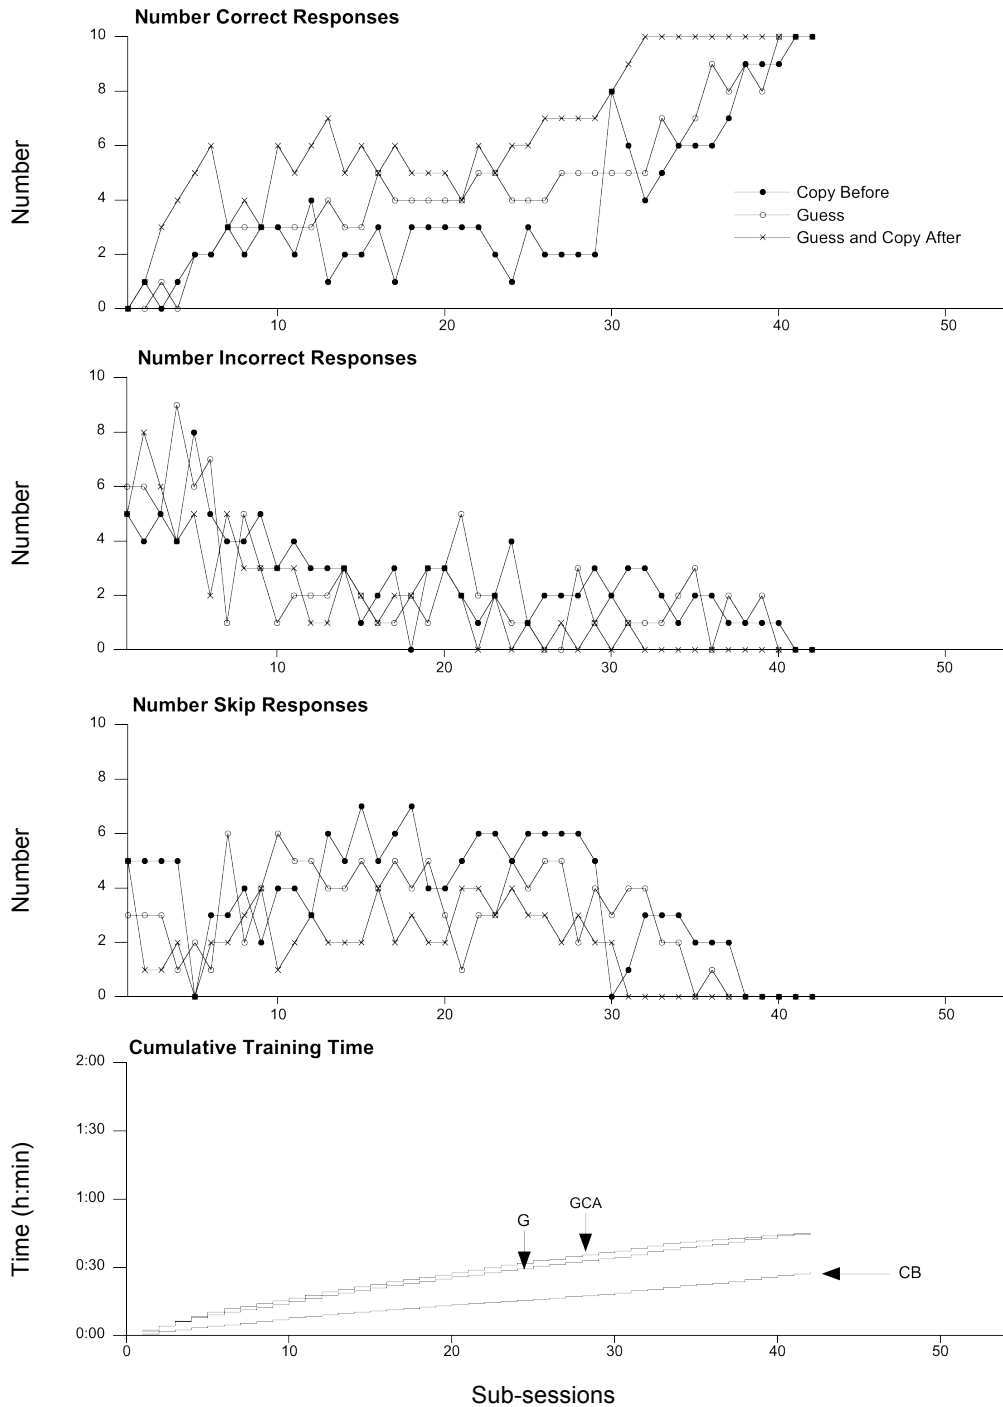 Number Correct Responses
Number
10
8
6
4
2
0
10
20
30
40
50
Copy Before
Guess
Guess and Copy After
Number Incorrect Responses
Number
10
8
6
4
2
0
10
20
30
40
50
Number Skip Responses
Number
10
8
6
4
2
0
10
20
30
40
50
Cumulative Training Time
Time (h:min)
2:00
1:30
1:00
0:30
0:00
GCA
G
CB
0
10
20
30
40
50
Sub-sessions